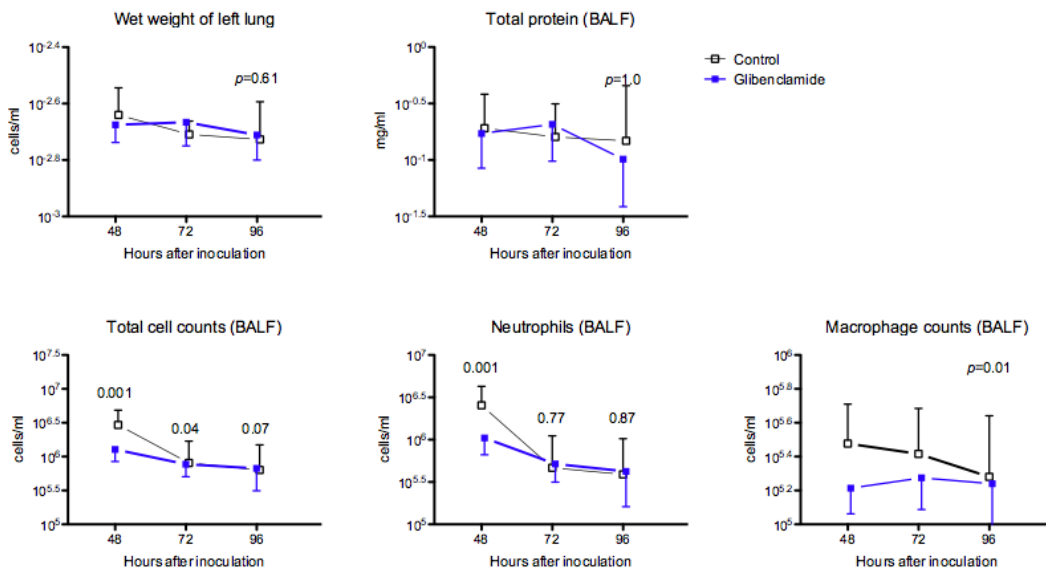 Wet weight of left lung
10^-2.4
10^-2.6
10^-2.8
10^-3
cells/ml
p=0.61
48 72 96
Hours after inoculation
Total protein (BALF)
10^0
10^-0.5
10^-1
10^-1.5
mg/ml
p=1.0
48 72 96
Hours after inoculation
Control
Glibenclamide
Total cell counts (BALF)
10^7.5
10^7
10^6.5
10^6
10^5.5
10^5
cells/ml
0.001
0.04
0.07
48 72 96
Hours after inoculation
Neutrophils (BALF)
10^7
10^6.5
10^6
10^5.5
10^5
cells/ml
0.001
0.77
0.87
48 72 96
Hours after inoculation
Macrophage counts (BALF)
10^6
10^5.8
10^5.6
10^5.4
10^5.2
10^5
cells/ml
p=0.01
48 72 96
Hours after inoculation